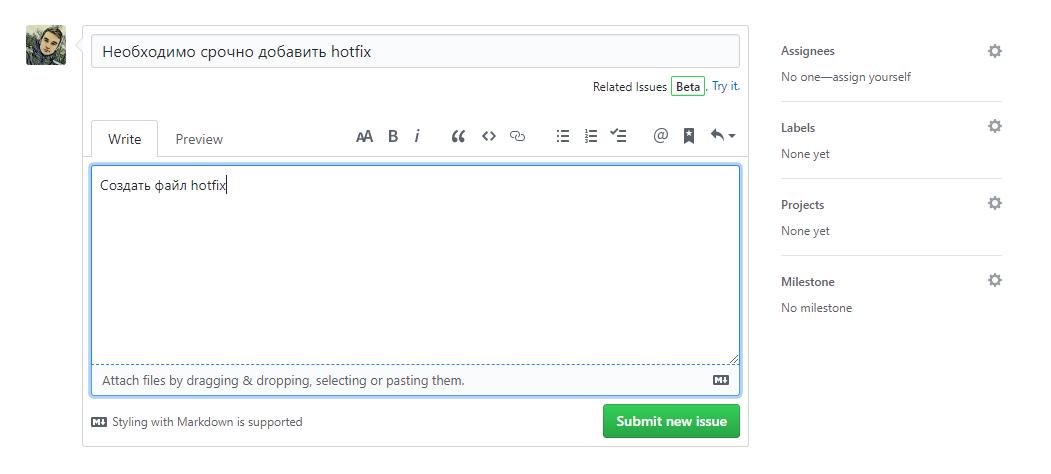 Необходимо срочно добавить hotfix
Related Issues Beta . Try it.
Write Preview AA B i @
Создать файл hotfix
Attach files by dragging & dropping, selecting or pasting them.
Styling with Markdown is supported
Submit new issue
Assignees
No one—assign yourself
Labels
None yet
Projects
None yet
Milestone
No milestone